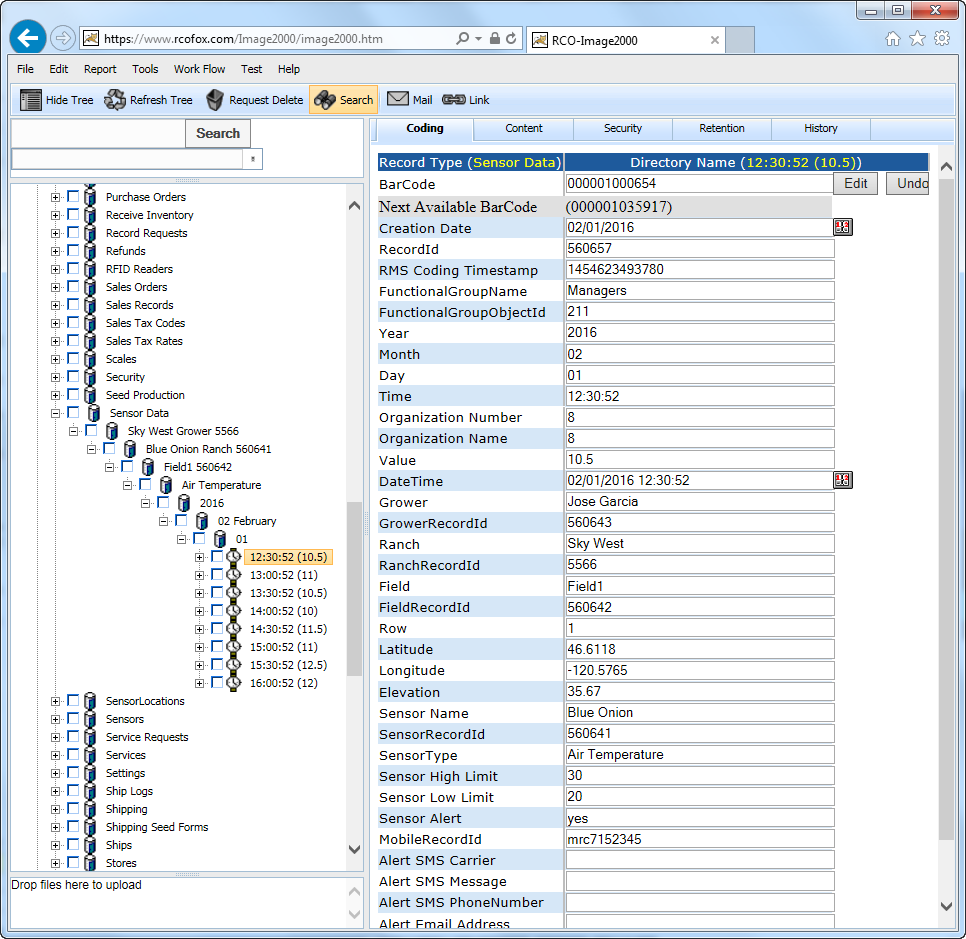 https://www.rcofox.com/Image2000/image2000.htm
RCO-Image2000
File Edit Report Tools Work Flow Test Help
Hide Tree Refresh Tree Request Delete Search Mail Link
Search
Purchase Orders
Receive Inventory
Record Requests
Refunds
RFID Readers
Sales Orders
Sales Records
Sales Tax Codes
Sales Tax Rates
Scales
Security
Seed Production
Sensor Data
Sky West Grower 5566
Blue Onion Ranch 560641
Field1 560642
Air Temperature
2016
02 February
01
12:30:52 (10.5)
13:00:52 (11)
13:30:52 (10.5)
14:00:52 (10)
14:30:52 (11.5)
15:00:52 (11)
15:30:52 (12.5)
16:00:52 (12)
SensorLocations
Sensors
Service Requests
Services
Settings
Ship Logs
Shipping
Shipping Seed Forms
Ships
Stores
Drop files here to upload
Coding Content Security Retention History
Record Type (Sensor Data) Directory Name (12:30:52 (10.5))
BarCode 000001000654 Edit Undo
Next Available BarCode (000001035917)
Creation Date 02/01/2016
RecordId 560657
RMS Coding Timestamp 1454623493780
FunctionalGroupName Managers
FunctionalGroupObjectId 211
Year 2016
Month 02
Day 01
Time 12:30:52
Organization Number 8
Organization Name 8
Value 10.5
DateTime 02/01/2016 12:30:52
Grower Jose Garcia
GrowerRecordId 560643
Ranch Sky West
RanchRecordId 5566
Field Field1
FieldRecordId 560642
Row 1
Latitude 46.6118
Longitude -120.5765
Elevation 35.67
Sensor Name Blue Onion
SensorRecordId 560641
SensorType Air Temperature
Sensor High Limit 30
Sensor Low Limit 20
Sensor Alert yes
MobileRecordId mrc7152345
Alert SMS Carrier
Alert SMS Message
Alert SMS PhoneNumber
Alert Email Address